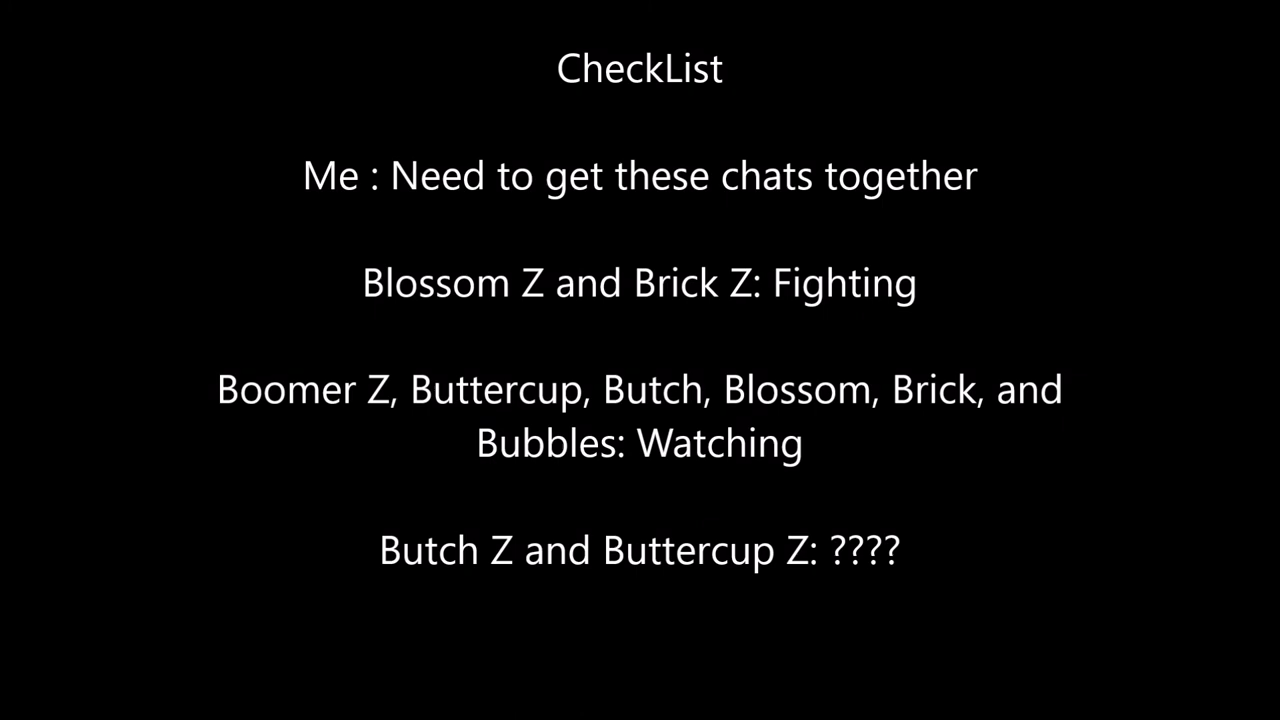 CheckList
Me : Need to get these chats together
Blossom Z and Brick Z: Fighting
Boomer Z, Buttercup, Butch, Blossom, Brick, and
Bubbles: Watching
Butch Z and Buttercup Z: ????